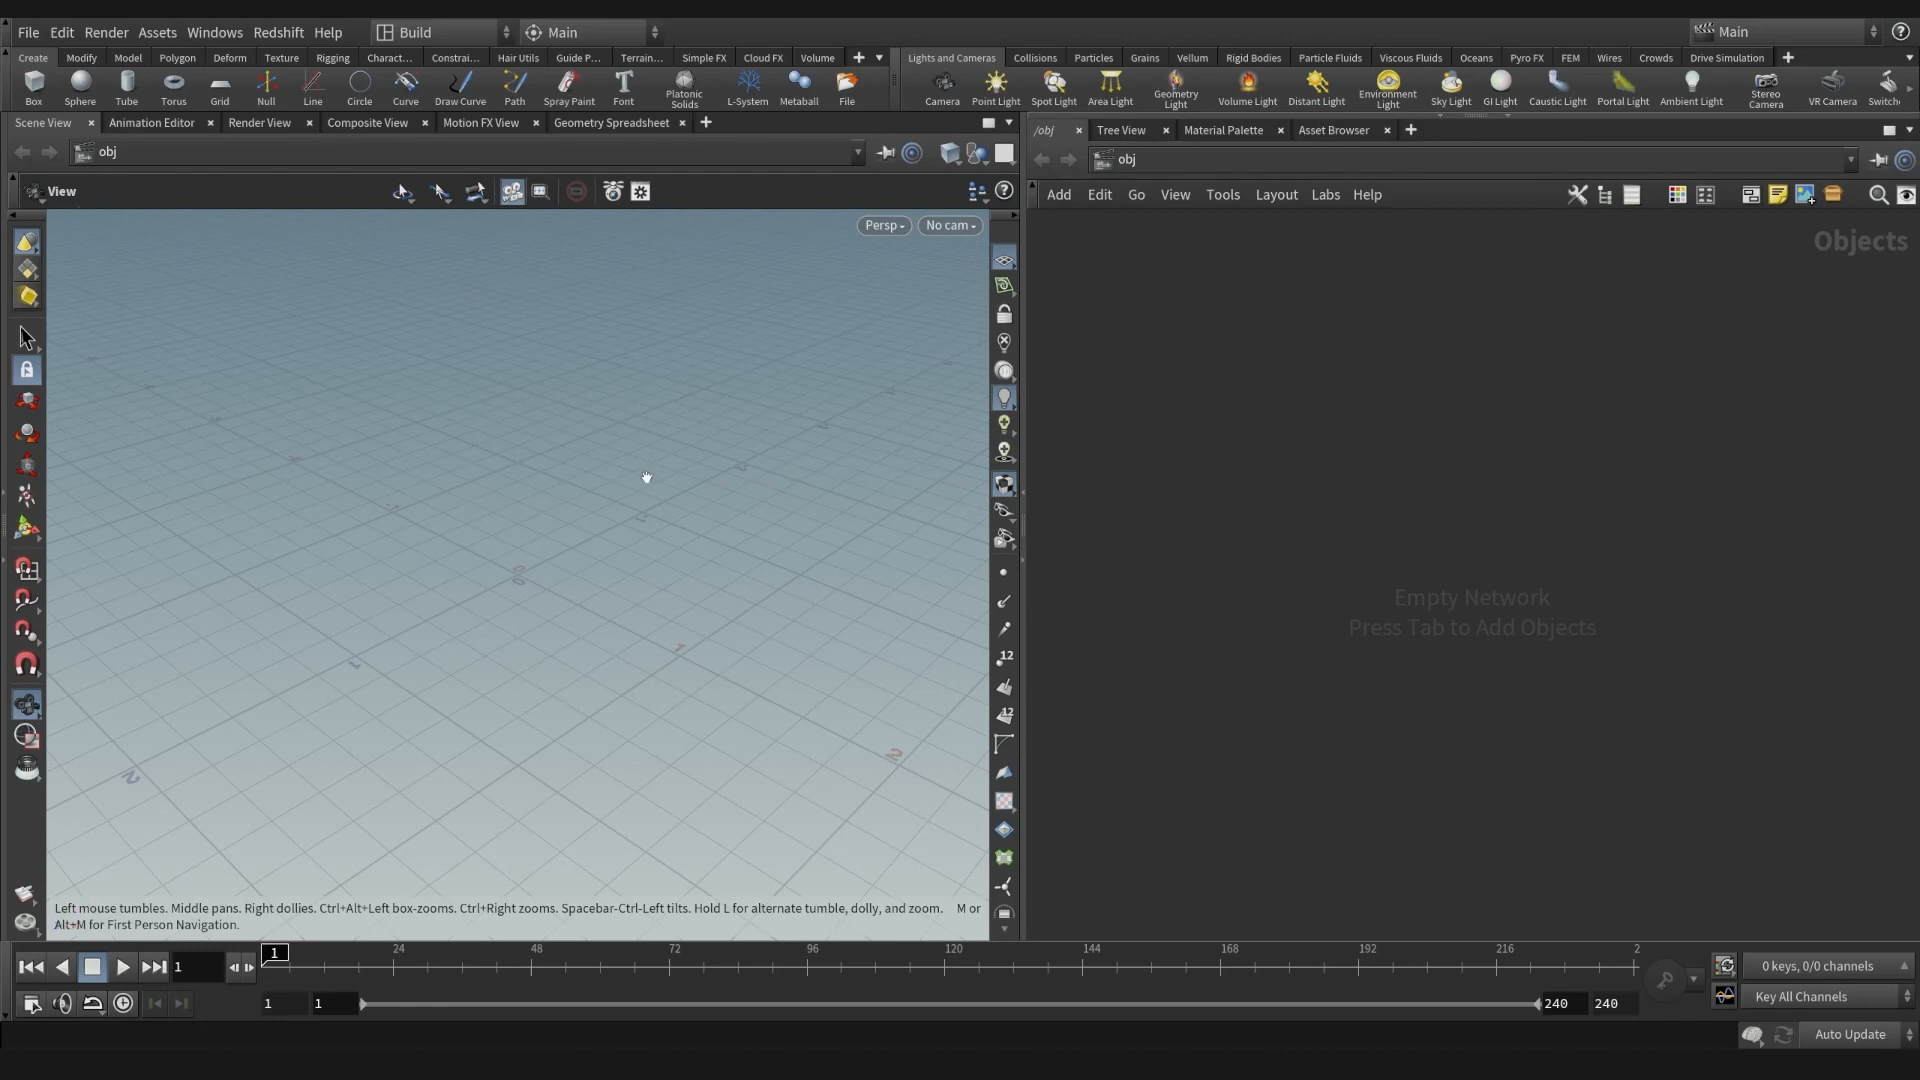 File Edit Render Assets Windows Redshift Help Build Main Main
Create Modify Model Polygon Deform Texture Rigging Charact... Constrai... Hair Utils Guide P... Terrain... Simple FX Cloud FX Volume
Lights and Cameras Collisions Particles Grains Vellum Rigid Bodies Particle Fluids Viscous Fluids Oceans Pyro FX FEM Wires Crowds Drive Simulation
Box Sphere Tube Torus Grid Null Line Circle Curve Draw Curve Path Spray Paint Font Platonic Solids L-System Metaball File
Camera Point Light Spot Light Area Light Geometry Light Volume Light Distant Light Environment Light Sky Light GI Light Caustic Light Portal Light Ambient Light Stereo Camera VR Camera Switch
Scene View Animation Editor Render View Composite View Motion FX View Geometry Spreadsheet
/obj Tree View Material Palette Asset Browser
obj
obj
View
Add Edit Go View Tools Layout Labs Help
Persp No cam
Objects
0
0
1
1
2
2
12
12
Empty Network
Press Tab to Add Objects
Left mouse tumbles. Middle pans. Right dollies. Ctrl+Alt+Left box-zooms. Ctrl+Right zooms. Spacebar-Ctrl-Left tilts. Hold L for alternate tumble, dolly, and zoom. M or
Alt+M for First Person Navigation.
1 1 24 48 72 96 120 144 168 192 216 2
0 keys, 0/0 channels
1 1 240 240
Key All Channels
Auto Update